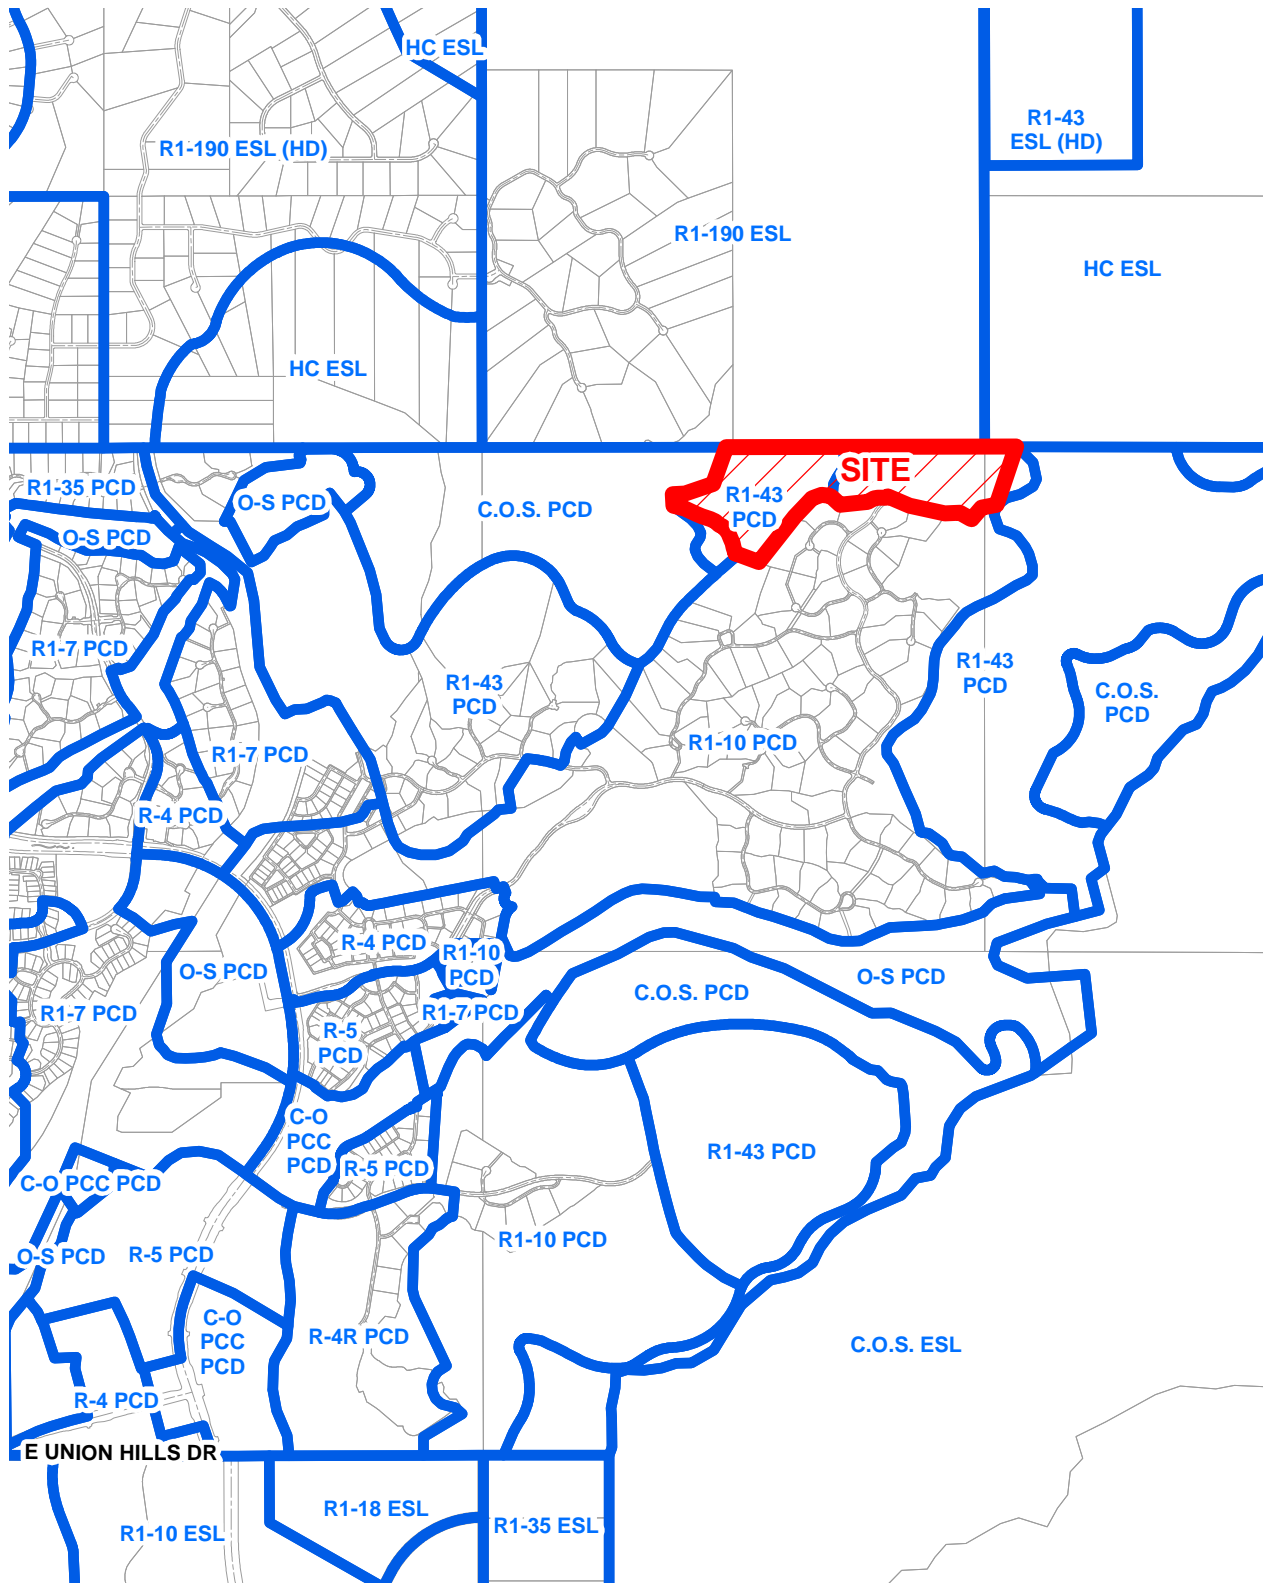 HC ESL
R1-43
ESL (HD)
R1-190 ESL (HD)
R1-190 ESL
HC ESL
HC ESL
SITE
R1-35 PCD
O-S PCD
R1-43
PCD
C.O.S. PCD
O-S PCD
R1-7 PCD
R1-43
PCD
R1-43
PCD
C.O.S.
PCD
R1-7 PCD
R1-10 PCD
R-4 PCD
R-4 PCD
R1-10
PCD
O-S PCD
O-S PCD
C.O.S. PCD
R1-7 PCD
R1-7 PCD
R-5
PCD
C-O
PCC
PCD
R1-43 PCD
R-5 PCD
C-O PCC PCD
R1-10 PCD
O-S PCD
R-5 PCD
C-O
PCC
PCD
R-4R PCD
C.O.S. ESL
R-4 PCD
E UNION HILLS DR
R1-18 ESL
R1-35 ESL
R1-10 ESL